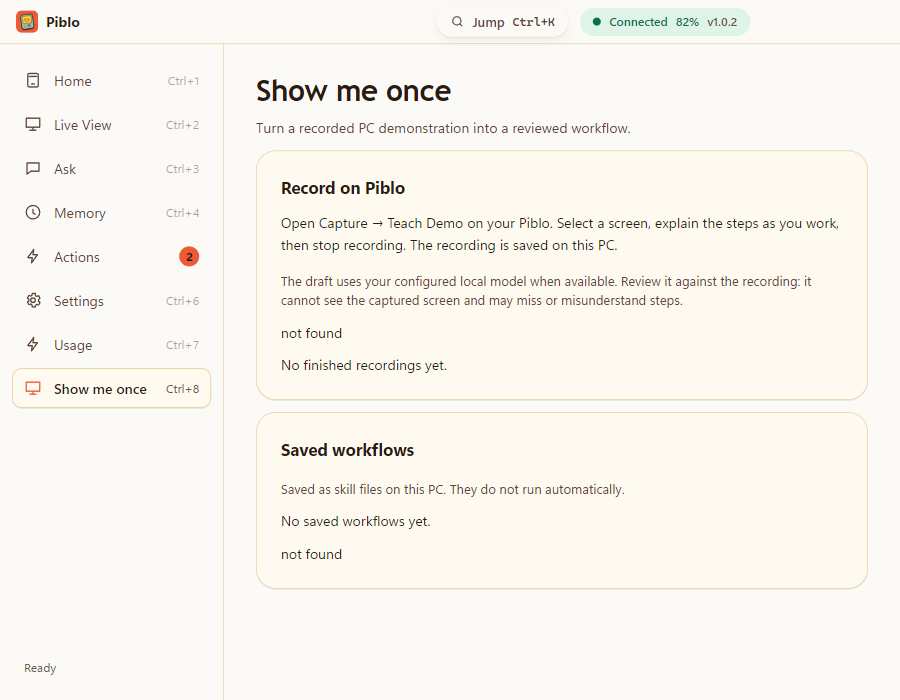 Piblo
Jump Ctrl+K
Connected 82% v1.0.2
Home Ctrl+1
Live View Ctrl+2
Ask Ctrl+3
Memory Ctrl+4
Actions 2
Settings Ctrl+6
Usage Ctrl+7
Show me once Ctrl+8
Ready
Show me once
Turn a recorded PC demonstration into a reviewed workflow.
Record on Piblo
Open Capture → Teach Demo on your Piblo. Select a screen, explain the steps as you work,
then stop recording. The recording is saved on this PC.
The draft uses your configured local model when available. Review it against the recording: it
cannot see the captured screen and may miss or misunderstand steps.
not found
No finished recordings yet.
Saved workflows
Saved as skill files on this PC. They do not run automatically.
No saved workflows yet.
not found